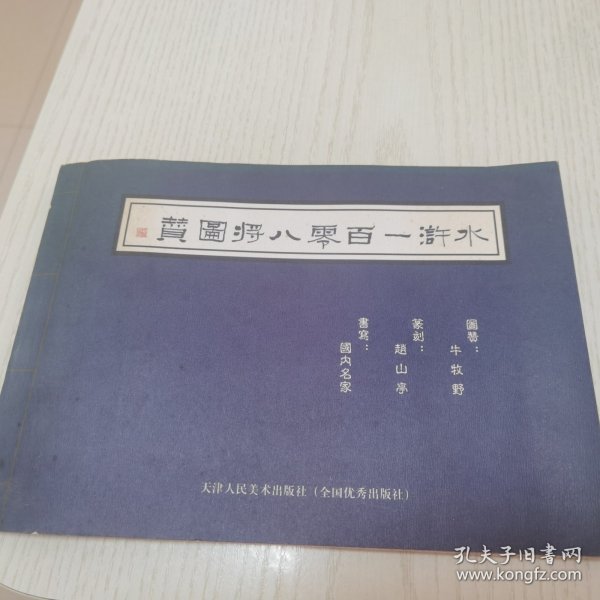 水滸一百零八將圖贊
圖贊：
牛牧野
篆刻：
趙山亭
書寫：
國内名家
天津人民美术出版社（全国优秀出版社）
孔夫子旧书网
www.kongfz.com